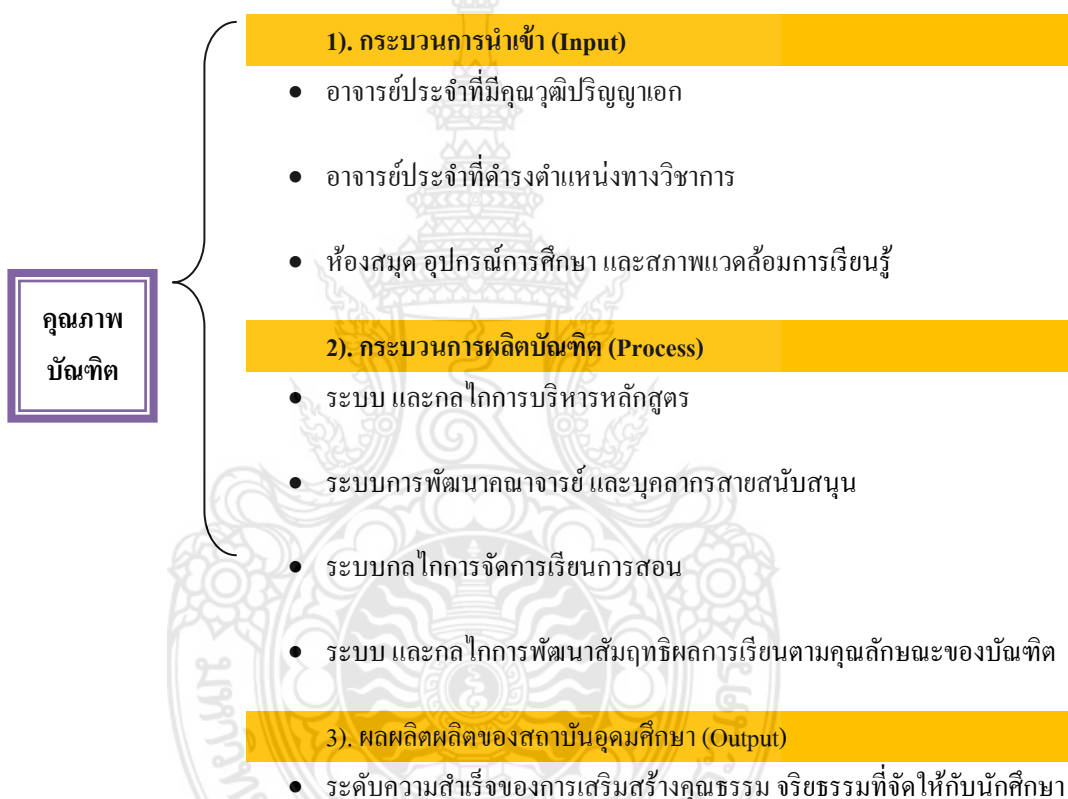 1). กระบวนการนำเข้า (Input)
● อาจารย์ประจำที่มีคุณวุฒิปริญญาเอก
● อาจารย์ประจำที่ดำรงตำแหน่งทางวิชาการ
● ห้องสมุด อุปกรณ์การศึกษา และสภาพแวดล้อมการเรียนรู้
คุณภาพ
บัณฑิต
2). กระบวนการผลิตบัณฑิต (Process)
● ระบบ และกลไกการบริหารหลักสูตร
● ระบบการพัฒนาคณาจารย์ และบุคลากรสายสนับสนุน
● ระบบกลไกการจัดการเรียนการสอน
● ระบบ และกลไกการพัฒนาสัมฤทธิผลการเรียนตามคุณลักษณะของบัณฑิต
3). ผลผลิตผลิตของสถาบันอุดมศึกษา (Output)
● ระดับความสำเร็จของการเสริมสร้างคุณธรรม จริยธรรมที่จัดให้กับนักศึกษา